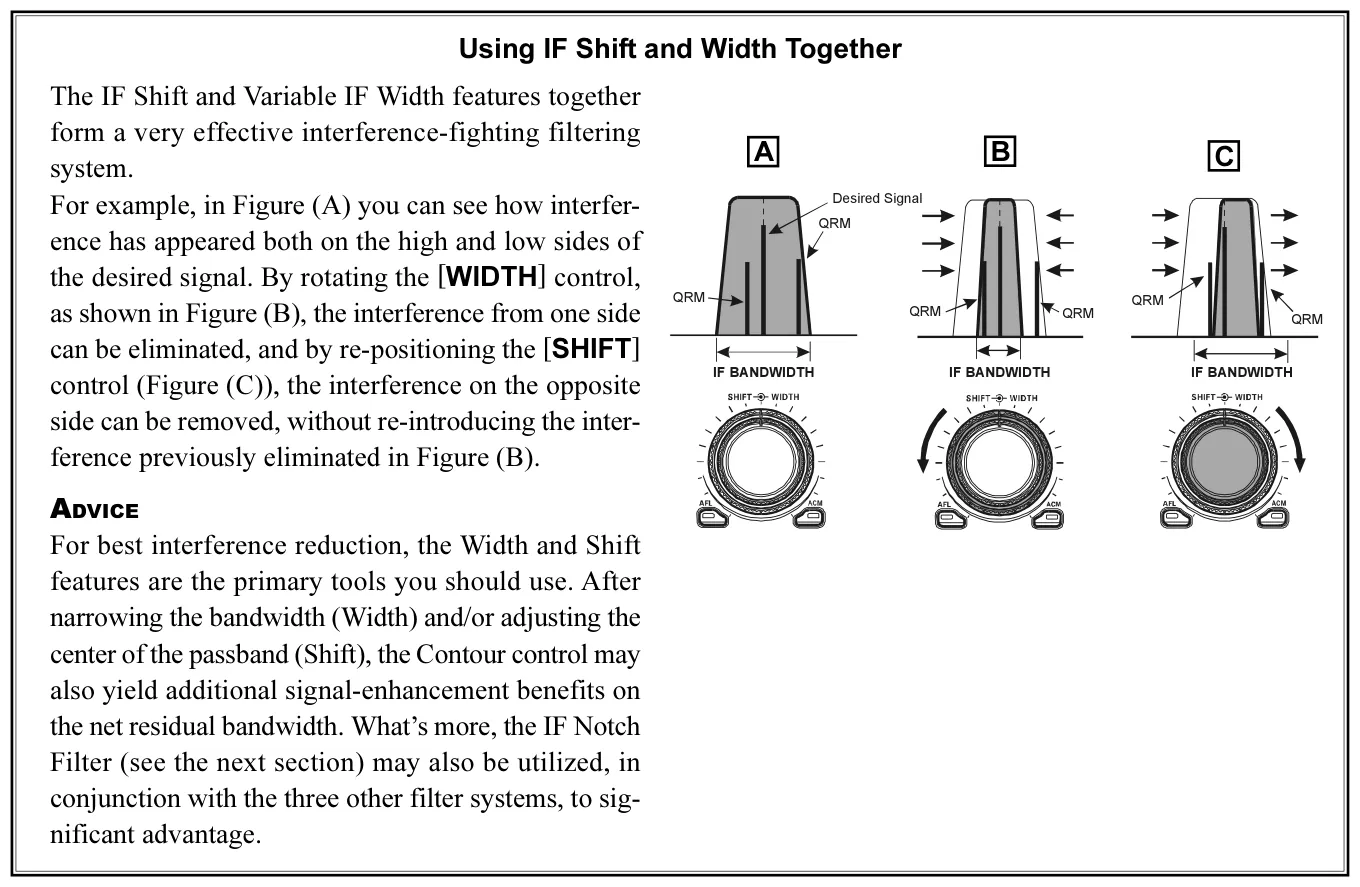 Using IF Shift and Width Together
The IF Shift and Variable IF Width features together
form a very effective interference-fighting filtering
system.
For example, in Figure (A) you can see how interfer-
ence has appeared both on the high and low sides of
the desired signal. By rotating the [WIDTH] control,
as shown in Figure (B), the interference from one side
can be eliminated, and by re-positioning the [SHIFT]
control (Figure (C)), the interference on the opposite
side can be removed, without re-introducing the inter-
ference previously eliminated in Figure (B).
ADVICE
For best interference reduction, the Width and Shift
features are the primary tools you should use. After
narrowing the bandwidth (Width) and/or adjusting the
center of the passband (Shift), the Contour control may
also yield additional signal-enhancement benefits on
the net residual bandwidth. What's more, the IF Notch
Filter (see the next section) may also be utilized, in
conjunction with the three other filter systems, to sig-
nificant advantage.
A
Desired Signal
QRM
QRM
IF BANDWIDTH
SHIFT WIDTH
AFL
ACM
B
QRM
QRM
IF BANDWIDTH
SHIFT WIDTH
AFL
ACM
C
QRM
QRM
IF BANDWIDTH
SHIFT WIDTH
AFL
ACM